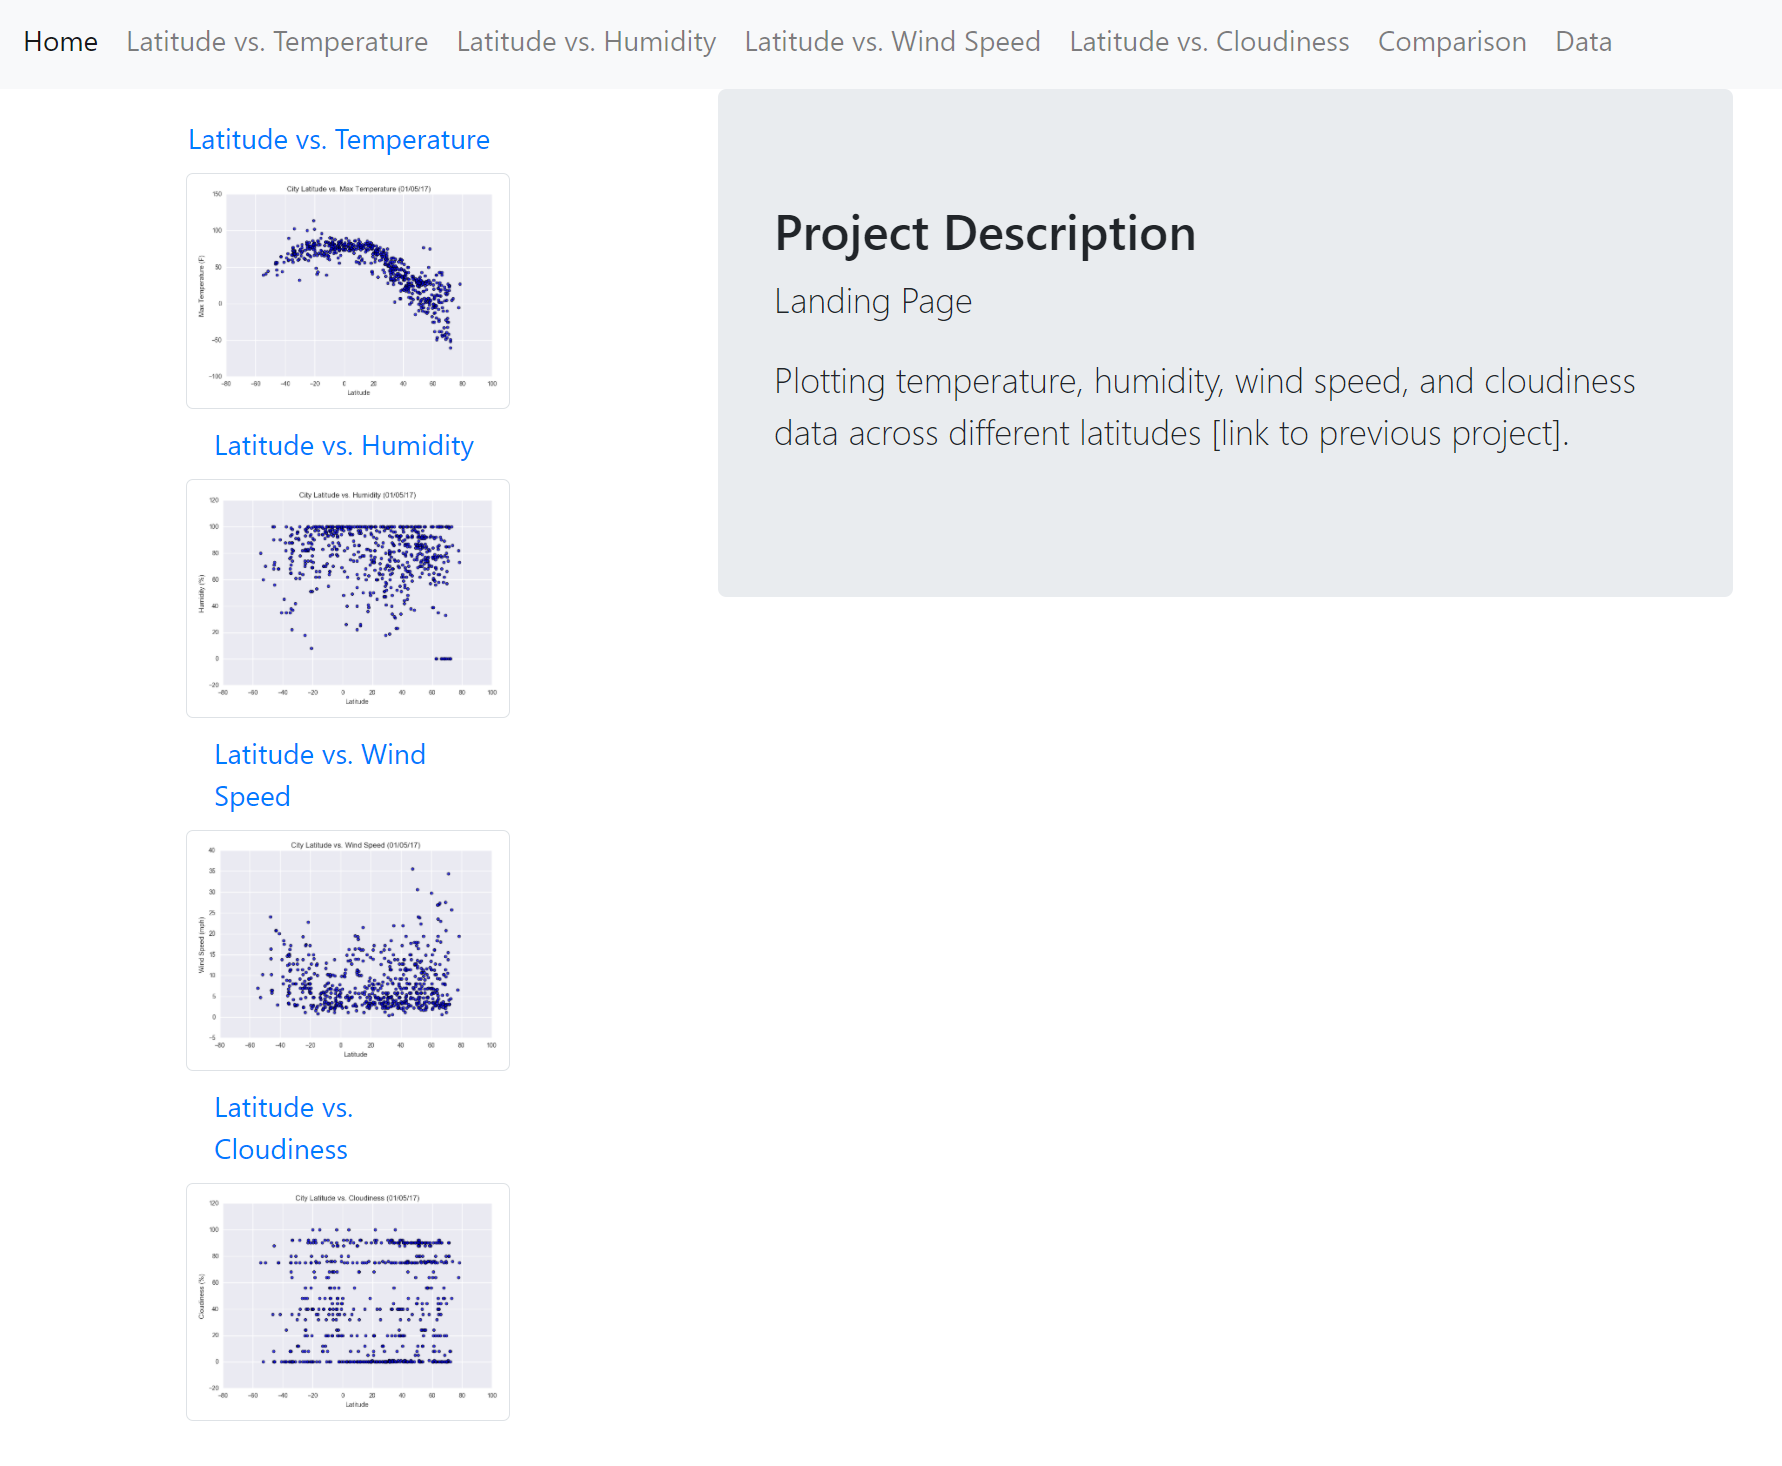 Home Latitude vs. Temperature Latitude vs. Humidity Latitude vs. Wind Speed Latitude vs. Cloudiness Comparison Data
Latitude vs. Temperature
City Latitude vs. Max Temperature (01/05/17)
150
100
50
0
−50
−100
Max Temperature (F)
−80 −60 −40 −20 0 20 40 60 80 100
Latitude
Latitude vs. Humidity
City Latitude vs. Humidity (01/05/17)
120
100
80
60
40
20
0
−20
Humidity (%)
−80 −60 −40 −20 0 20 40 60 80 100
Latitude
Latitude vs. Wind
Speed
City Latitude vs. Wind Speed (01/05/17)
40
35
30
25
20
15
10
5
0
−5
Wind Speed (mph)
−80 −60 −40 −20 0 20 40 60 80 100
Latitude
Latitude vs.
Cloudiness
City Latitude vs. Cloudiness (01/05/17)
120
100
80
60
40
20
0
−20
Cloudiness (%)
−80 −60 −40 −20 0 20 40 60 80 100
Latitude
Project Description
Landing Page
Plotting temperature, humidity, wind speed, and cloudiness
data across different latitudes [link to previous project].